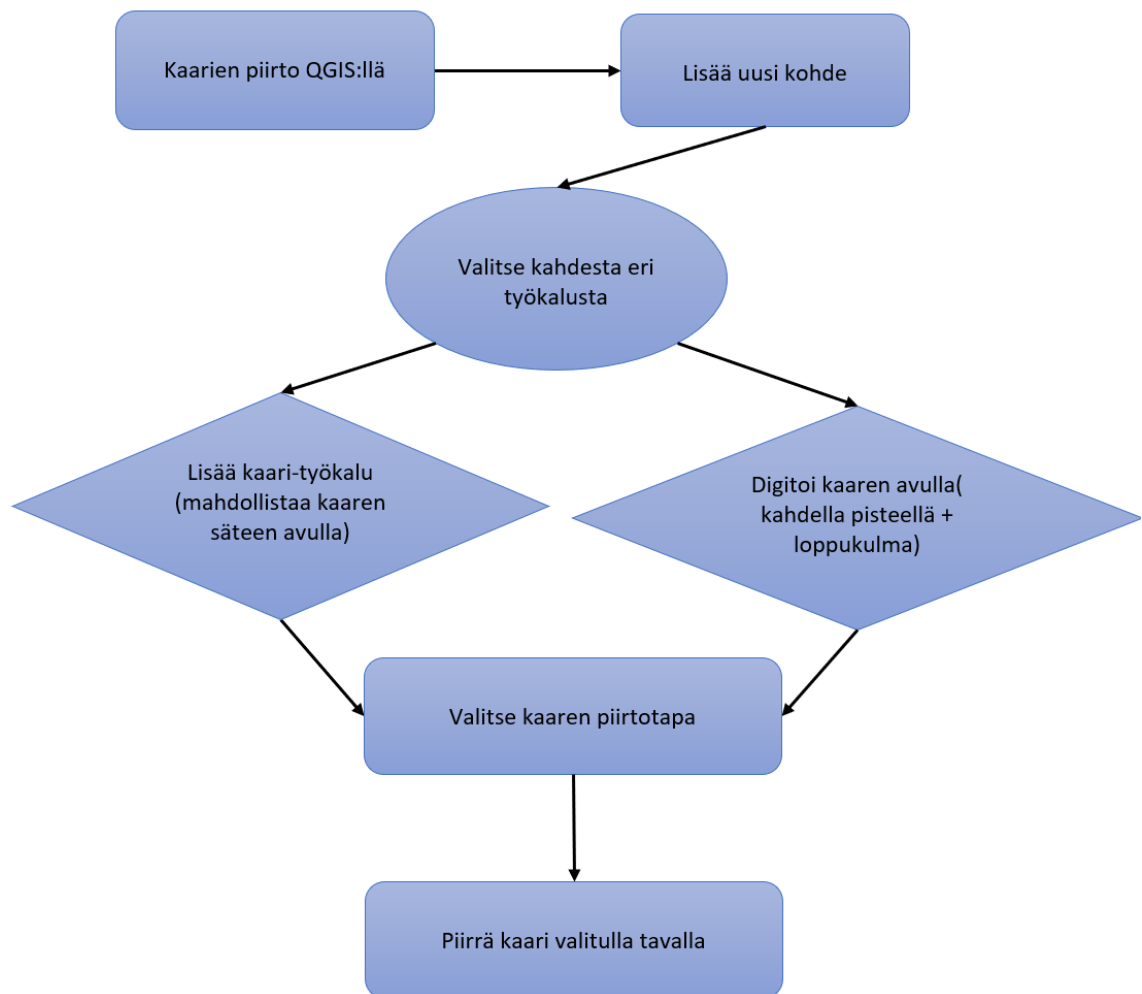 Kaarien piirto QGIS:llä
Lisää uusi kohde
Valitse kahdesta eri
työkalusta
Lisää kaari-työkalu
(mahdollistaa kaaren
säteen avulla)
Digitoi kaaren avulla(
kahdella pisteellä +
loppukulma)
Valitse kaaren piirtotapa
Piirrä kaari valitulla tavalla